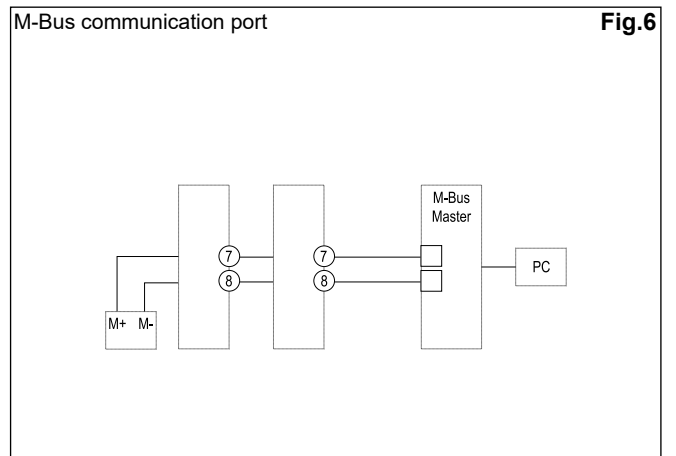 M-Bus communication port Fig.6
M-Bus
Master
7 7
8 8
PC
M+ M-